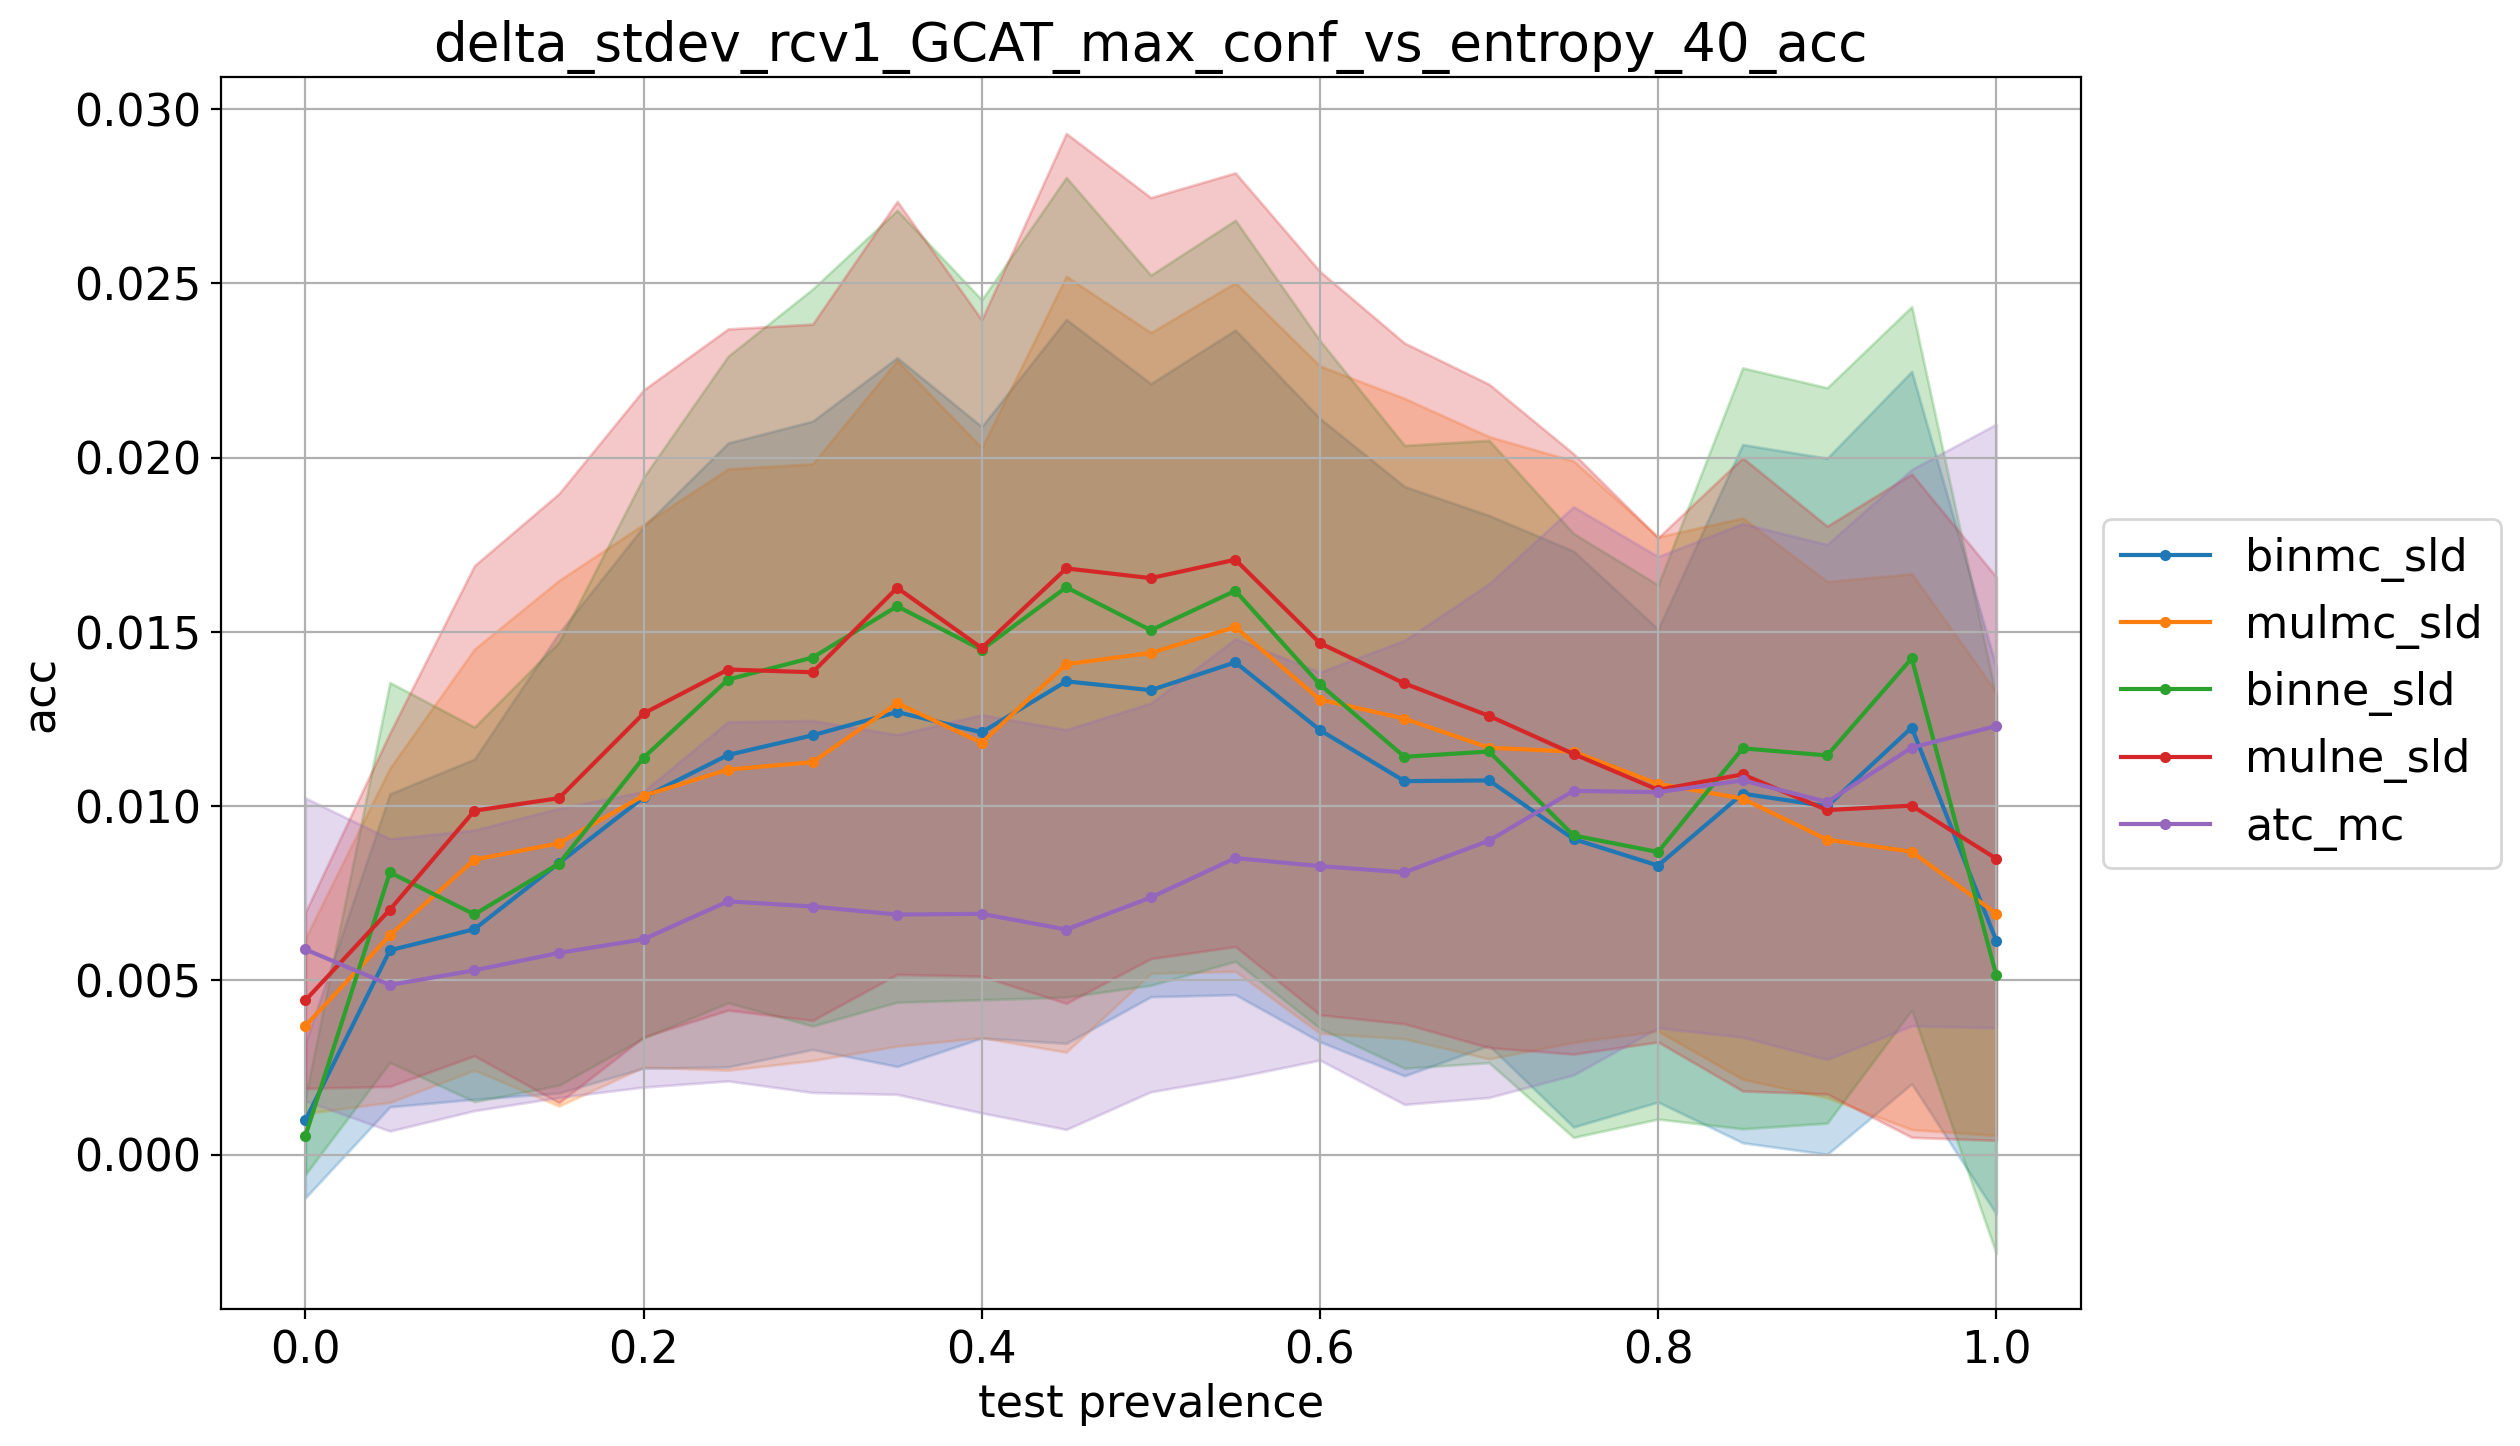 delta_stdev_rcv1_GCAT_max_conf_vs_entropy_40_acc
0.030
0.025
0.020
0.015
0.010
0.005
0.000
acc
0.0 0.2 0.4 0.6 0.8 1.0
test prevalence
binmc_sld
mulmc_sld
binne_sld
mulne_sld
atc_mc